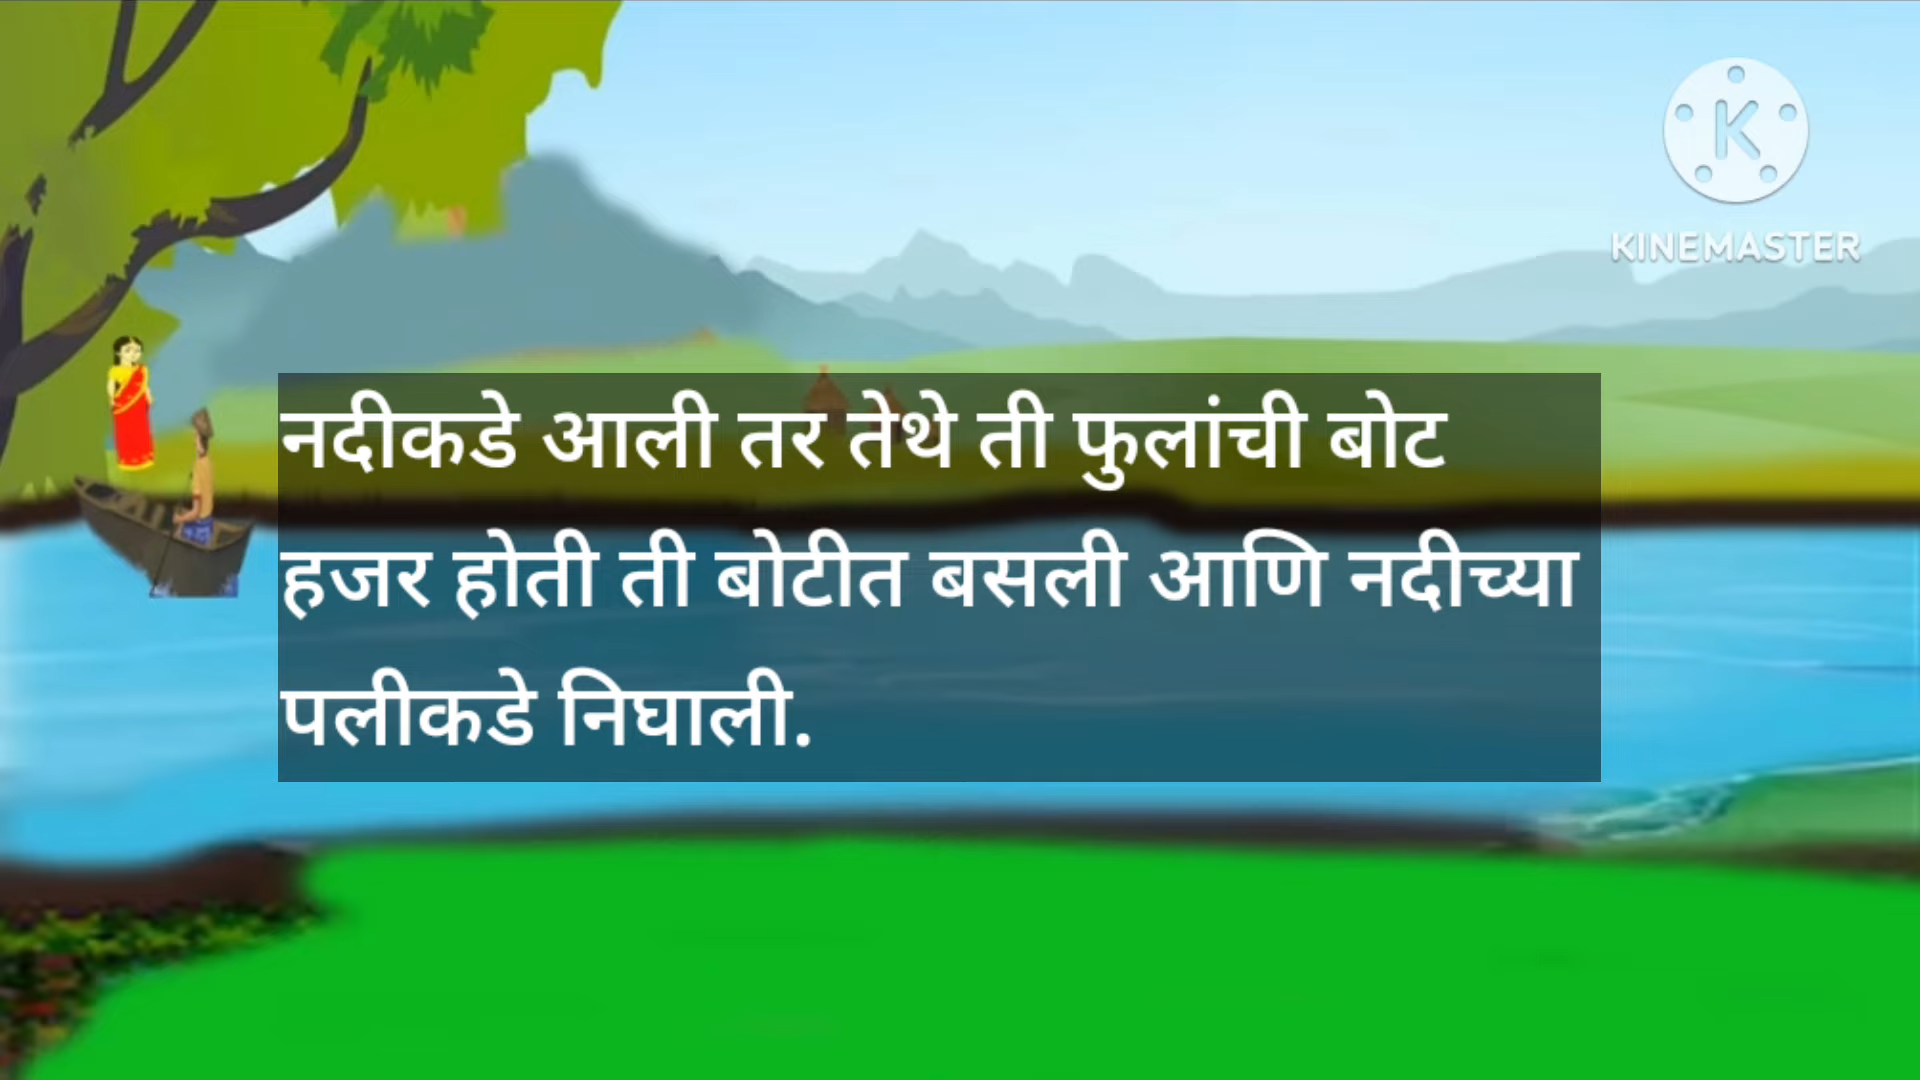 KINEMASTER
नदीकडे आली तर तेथे ती फुलांची बोट
हजर होती ती बोटीत बसली आणि नदीच्या
पलीकडे निघाली.